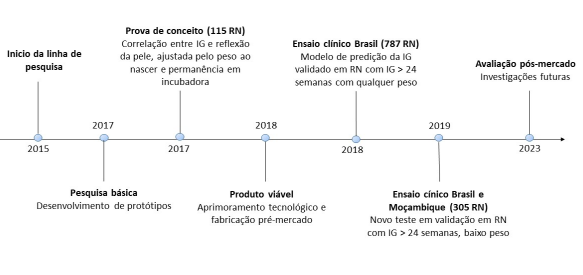 Inicio da linha de
pesquisa
2015
2017
Pesquisa básica
Desenvolvimento de protótipos
Prova de conceito (115 RN)
Correlação entre IG e reflexão
da pele, ajustada pelo peso ao
nascer e permanência em
incubadora
2017
2018
Produto viável
Aprimoramento tecnológico e
fabricação pré-mercado
Ensaio clínico Brasil (787 RN)
Modelo de predição da IG
validado em RN com IG > 24
semanas com qualquer peso
2018
2019
Ensaio cínico Brasil e
Moçambique (305 RN)
Novo teste em validação em RN
com IG > 24 semanas, baixo peso
Avaliação pós-mercado
Investigações futuras
2023